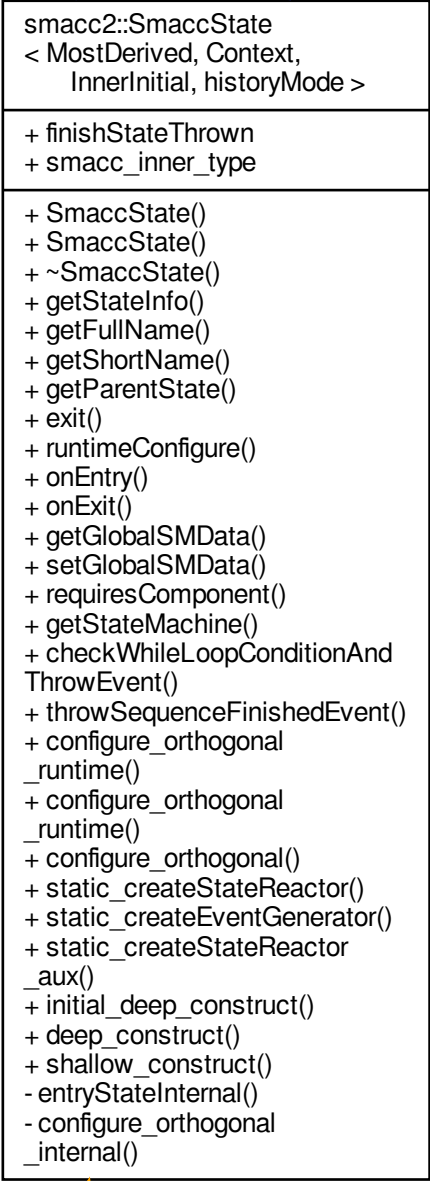 smacc2::SmaccState
< MostDerived, Context,
InnerInitial, historyMode >
+ finishStateThrown
+ smacc_inner_type
+ SmaccState()
+ SmaccState()
+ ~SmaccState()
+ getStateInfo()
+ getFullName()
+ getShortName()
+ getParentState()
+ exit()
+ runtimeConfigure()
+ onEntry()
+ onExit()
+ getGlobalSMData()
+ setGlobalSMData()
+ requiresComponent()
+ getStateMachine()
+ checkWhileLoopConditionAnd
ThrowEvent()
+ throwSequenceFinishedEvent()
+ configure_orthogonal
_runtime()
+ configure_orthogonal
_runtime()
+ configure_orthogonal()
+ static_createStateReactor()
+ static_createEventGenerator()
+ static_createStateReactor
_aux()
+ initial_deep_construct()
+ deep_construct()
+ shallow_construct()
- entryStateInternal()
- configure_orthogonal
_internal()